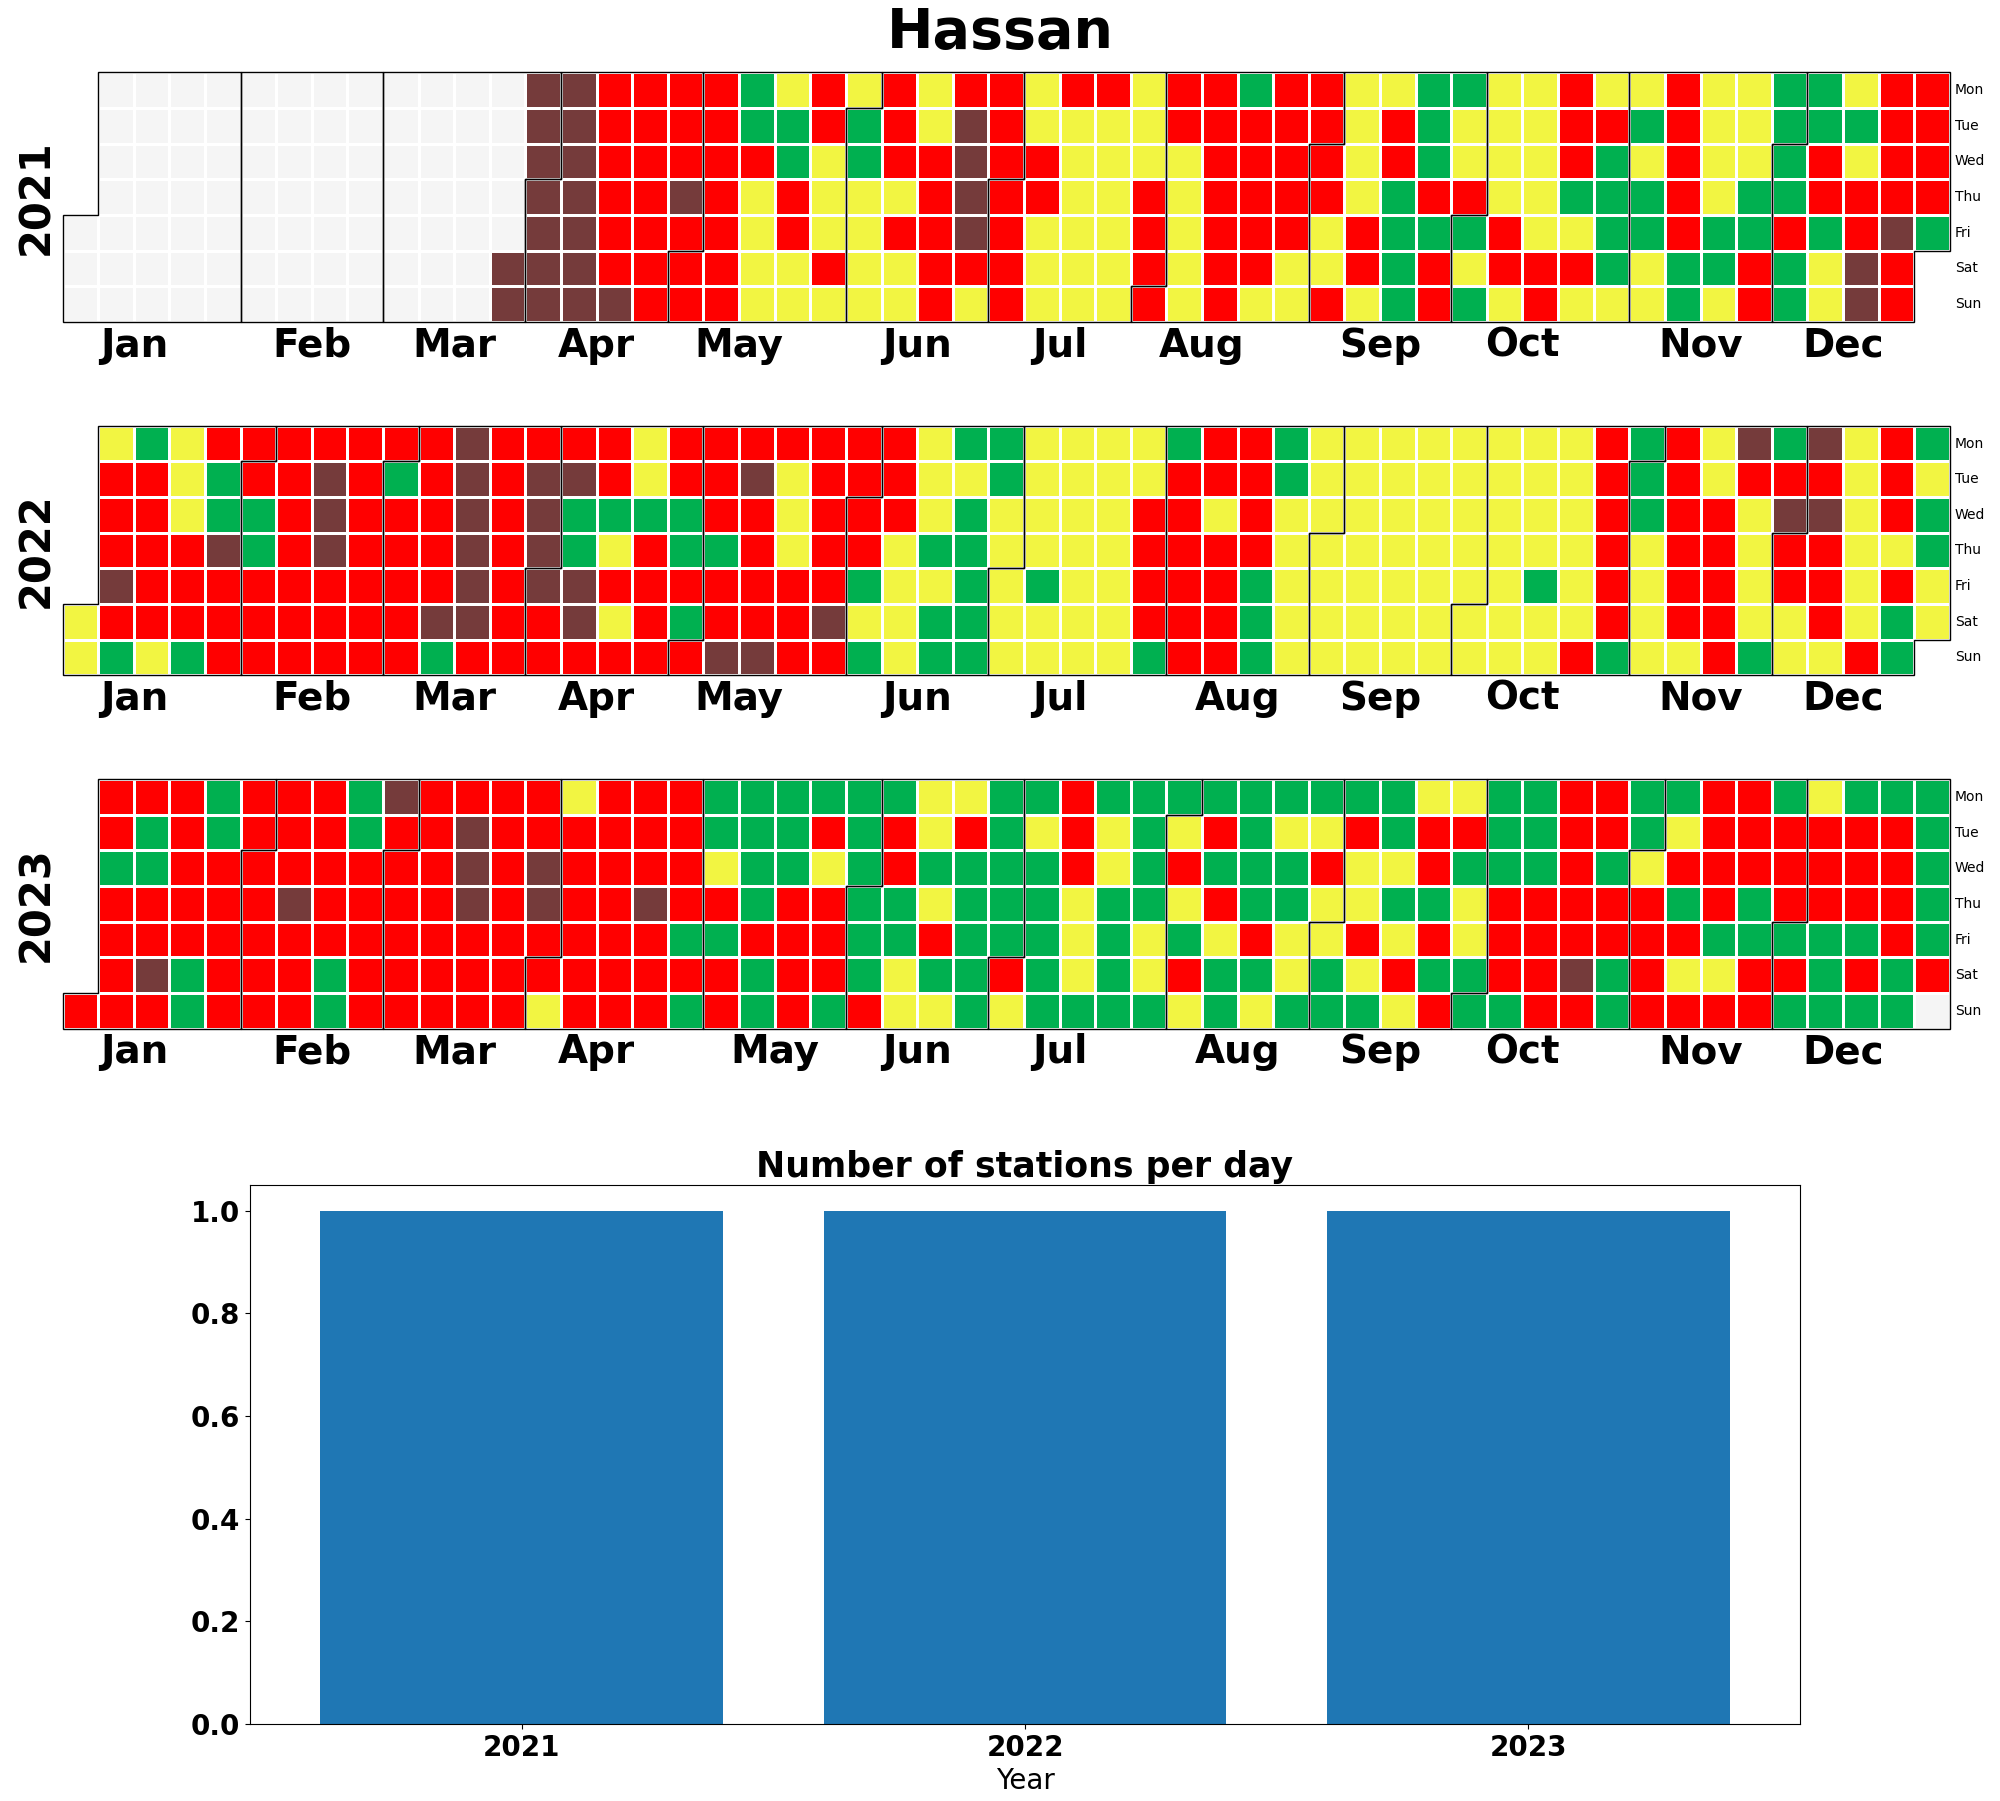 Hassan
2021
Mon
Tue
Wed
Thu
Fri
Sat
Sun
Jan Feb Mar Apr May Jun Jul Aug Sep Oct Nov Dec
2022
Mon
Tue
Wed
Thu
Fri
Sat
Sun
Jan Feb Mar Apr May Jun Jul Aug Sep Oct Nov Dec
2023
Mon
Tue
Wed
Thu
Fri
Sat
Sun
Jan Feb Mar Apr May Jun Jul Aug Sep Oct Nov Dec
Number of stations per day
1.0
0.8
0.6
0.4
0.2
0.0
2021 2022 2023
Year